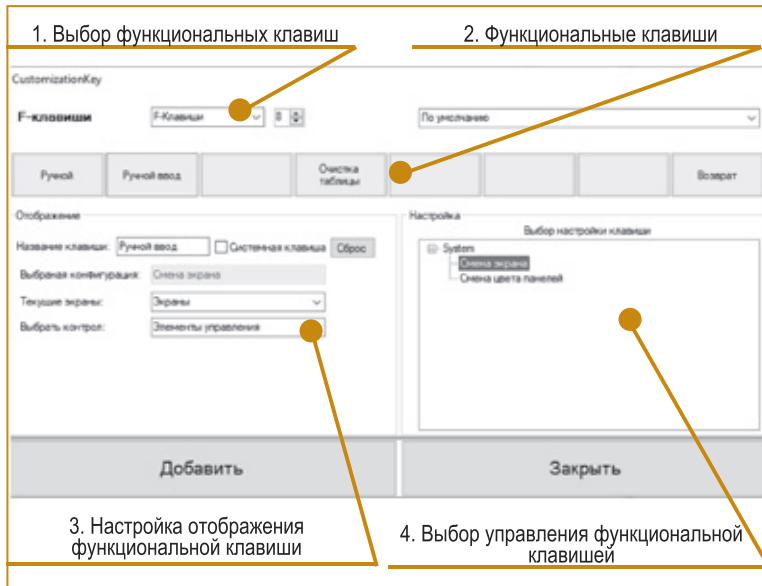 1. Выбор функциональных клавиш
2. Функциональные клавиши
CustomizationKey
F-клавиши
F-Клавиши
8
По умолчанию
Ручной
Ручной ввод
Очистка
таблицы
Возврат
Отображение
Название клавиши:
Ручной ввод
Системная клавиша
Сброс
Выбраная конфигурация:
Смена экрана
Текущие экраны:
Экраны
Выбрать контрол:
Элементы управления
Настройка
Выбор настройки клавиши
System
Смена экрана
Смена цвета панелей
Добавить
Закрыть
3. Настройка отображения
функциональной клавиши
4. Выбор управления функциональной
клавишей